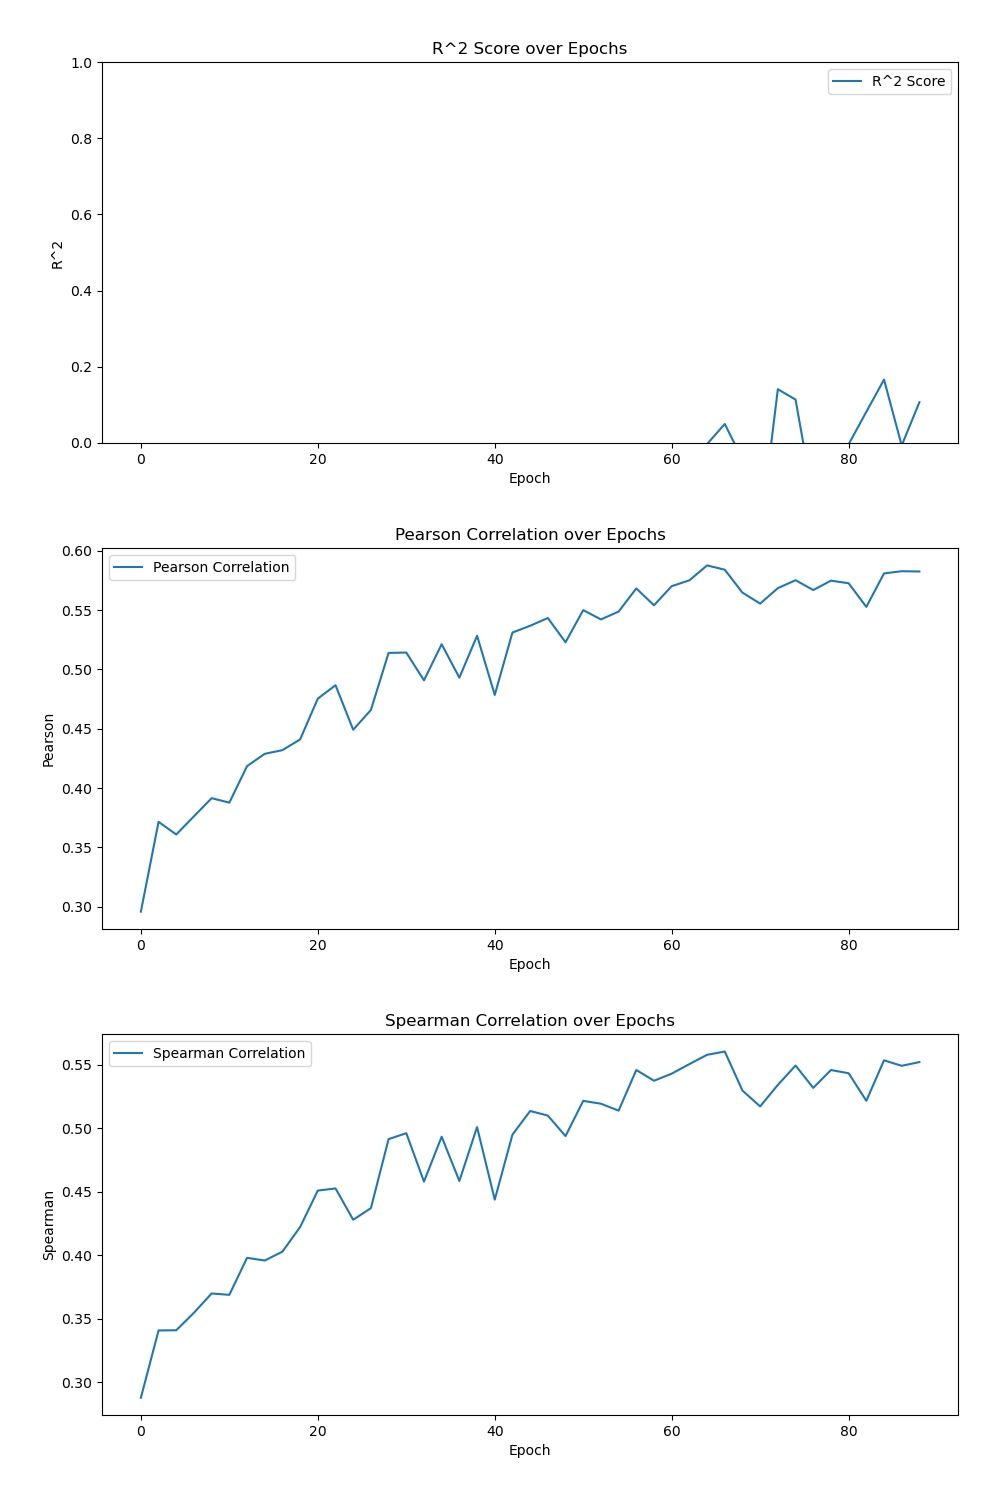 R^2 Score over Epochs
R^2 Score
1.0
0.8
0.6
0.4
0.2
0.0
R^2
0 20 40 60 80
Epoch
Pearson Correlation over Epochs
Pearson Correlation
0.60
0.55
0.50
0.45
0.40
0.35
0.30
Pearson
0 20 40 60 80
Epoch
Spearman Correlation over Epochs
Spearman Correlation
0.55
0.50
0.45
0.40
0.35
0.30
Spearman
0 20 40 60 80
Epoch